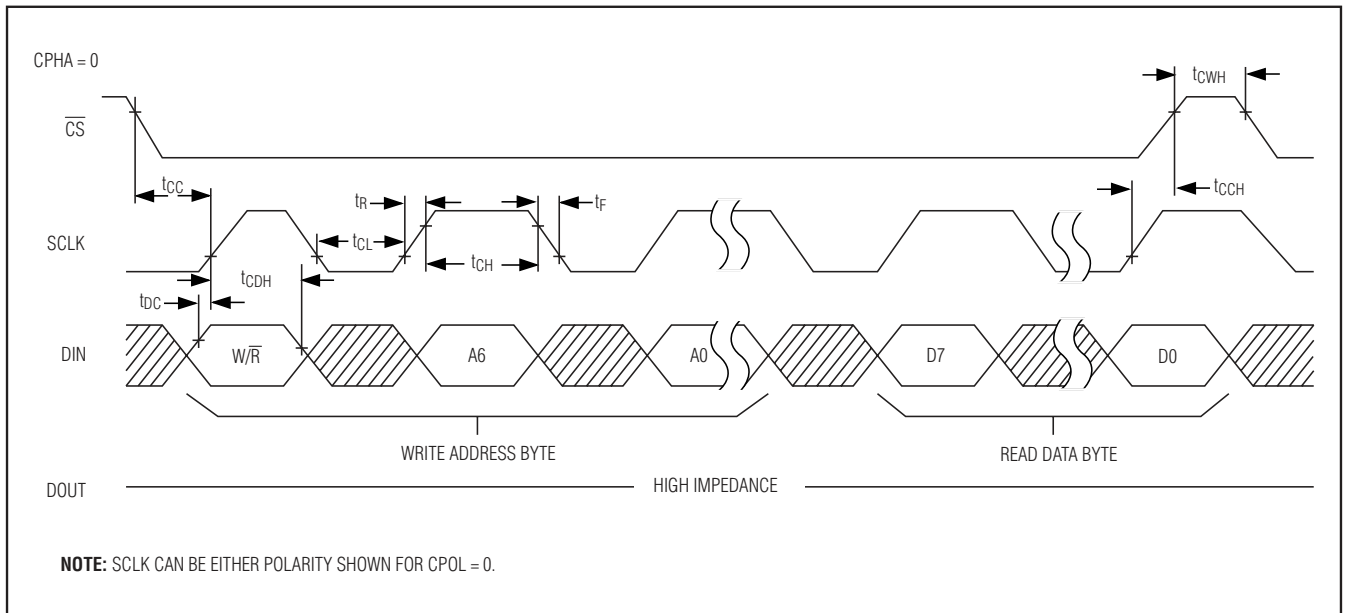 CPHA = 0
tCWH
CS
tCC
tR
tF
tCCH
SCLK
tCL
tCH
tCDH
tDC
DIN
W/R
A6
A0
D7
D0
WRITE ADDRESS BYTE
READ DATA BYTE
DOUT
HIGH IMPEDANCE
NOTE: SCLK CAN BE EITHER POLARITY SHOWN FOR CPOL = 0.